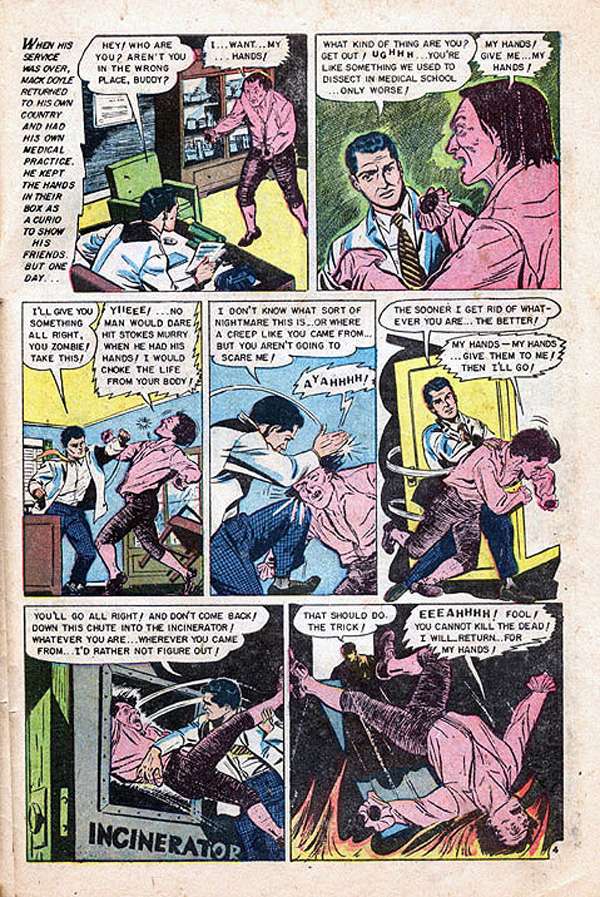 WHEN HIS
SERVICE
WAS OVER,
MACK DOYLE
RETURNED
TO HIS OWN
COUNTRY
AND HAD
HIS OWN
MEDICAL
PRACTICE.
HE KEPT
THE HANDS
IN THEIR
BOX AS
A CURIO
TO SHOW
HIS
FRIENDS.
BUT ONE
DAY...
HEY! WHO ARE
YOU? AREN'T YOU
IN THE WRONG
PLACE, BUDDY?
I...WANT...MY
...HANDS!
WHAT KIND OF THING ARE YOU?
GET OUT! UGHHH...YOU'RE
LIKE SOMETHING WE USED TO
DISSECT IN MEDICAL SCHOOL
...ONLY WORSE!
MY HANDS!
GIVE ME...MY
HANDS!
I'LL GIVE YOU
SOMETHING
ALL RIGHT,
YOU ZOMBIE!
TAKE THIS!
YIIEEE!...NO
MAN WOULD DARE
HIT STOKES MURRY
WHEN HE HAD HIS
HANDS! I WOULD
CHOKE THE LIFE
FROM YOUR BODY!
I DON'T KNOW WHAT SORT OF
NIGHTMARE THIS IS...OR WHERE
A CREEP LIKE YOU CAME FROM...
BUT YOU AREN'T GOING TO
SCARE ME!
AYAHHHH!
THE SOONER I GET RID OF WHAT-
EVER YOU ARE...THE BETTER!
MY HANDS—MY HANDS
...GIVE THEM TO ME!
THEN I'LL GO!
YOU'LL GO ALL RIGHT! AND DON'T COME BACK!
DOWN THIS CHUTE INTO THE INCINERATOR!
WHATEVER YOU ARE...WHEREVER YOU CAME
FROM...I'D RATHER NOT FIGURE OUT!
INCINERATOR
THAT SHOULD DO
THE TRICK!
EEEAHHHH! FOOL!
YOU CANNOT KILL THE DEAD!
I WILL...RETURN...FOR
MY HANDS!
4